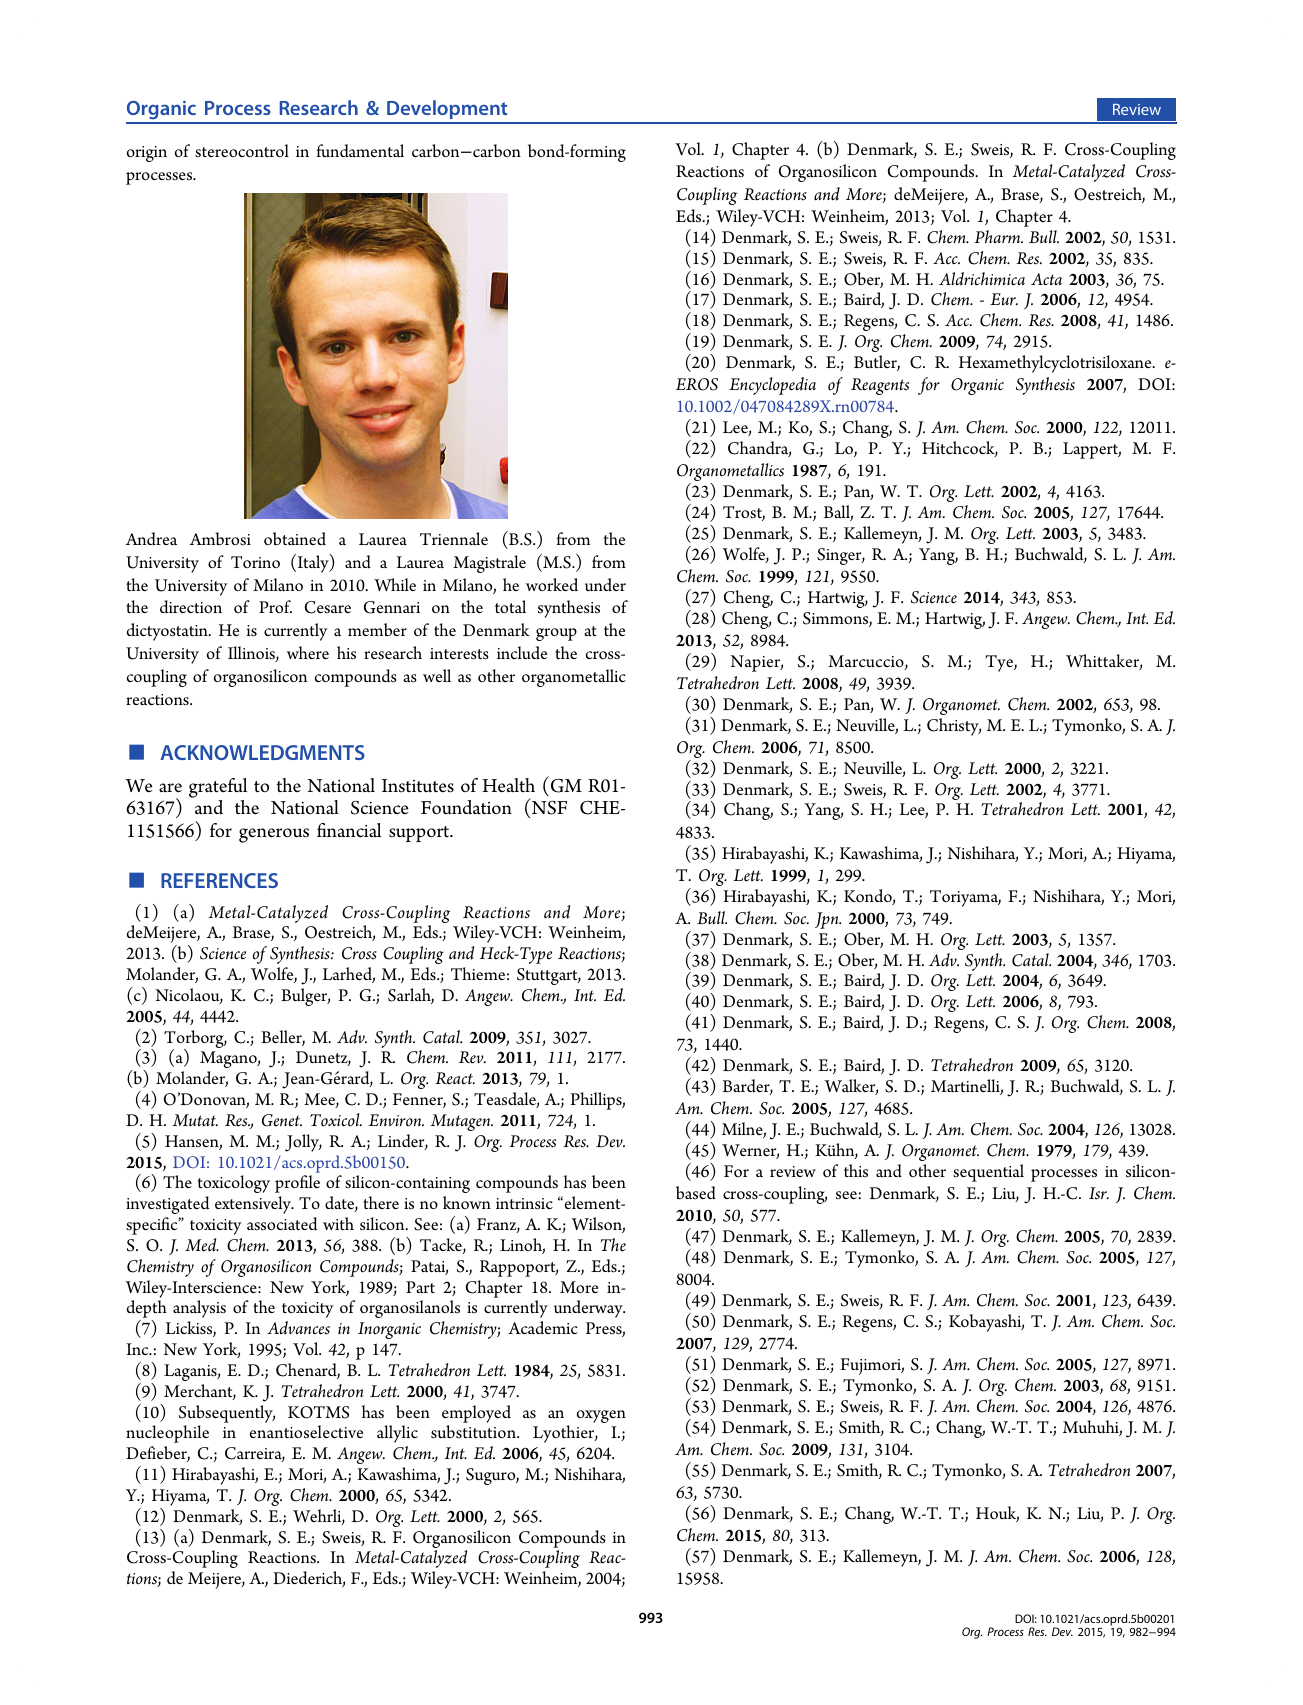 Organic Process Research & Development
Review
origin of stereocontrol in fundamental carbon−carbon bond-forming
processes.
Andrea Ambrosi obtained a Laurea Triennale (B.S.) from the
University of Torino (Italy) and a Laurea Magistrale (M.S.) from
the University of Milano in 2010. While in Milano, he worked under
the direction of Prof. Cesare Gennari on the total synthesis of
dictyostatin. He is currently a member of the Denmark group at the
University of Illinois, where his research interests include the cross-
coupling of organosilicon compounds as well as other organometallic
reactions.
■ ACKNOWLEDGMENTS
We are grateful to the National Institutes of Health (GM R01-
63167) and the National Science Foundation (NSF CHE-
1151566) for generous financial support.
■ REFERENCES
(1) (a) Metal-Catalyzed Cross-Coupling Reactions and More;
deMeijere, A., Brase, S., Oestreich, M., Eds.; Wiley-VCH: Weinheim,
2013. (b) Science of Synthesis: Cross Coupling and Heck-Type Reactions;
Molander, G. A., Wolfe, J., Larhed, M., Eds.; Thieme: Stuttgart, 2013.
(c) Nicolaou, K. C.; Bulger, P. G.; Sarlah, D. Angew. Chem., Int. Ed.
2005, 44, 4442.
(2) Torborg, C.; Beller, M. Adv. Synth. Catal. 2009, 351, 3027.
(3) (a) Magano, J.; Dunetz, J. R. Chem. Rev. 2011, 111, 2177.
(b) Molander, G. A.; Jean-Gérard, L. Org. React. 2013, 79, 1.
(4) O’Donovan, M. R.; Mee, C. D.; Fenner, S.; Teasdale, A.; Phillips,
D. H. Mutat. Res., Genet. Toxicol. Environ. Mutagen. 2011, 724, 1.
(5) Hansen, M. M.; Jolly, R. A.; Linder, R. J. Org. Process Res. Dev.
2015, DOI: 10.1021/acs.oprd.5b00150.
(6) The toxicology profile of silicon-containing compounds has been
investigated extensively. To date, there is no known intrinsic “element-
specific” toxicity associated with silicon. See: (a) Franz, A. K.; Wilson,
S. O. J. Med. Chem. 2013, 56, 388. (b) Tacke, R.; Linoh, H. In The
Chemistry of Organosilicon Compounds; Patai, S., Rappoport, Z., Eds.;
Wiley-Interscience: New York, 1989; Part 2; Chapter 18. More in-
depth analysis of the toxicity of organosilanols is currently underway.
(7) Lickiss, P. In Advances in Inorganic Chemistry; Academic Press,
Inc.: New York, 1995; Vol. 42, p 147.
(8) Laganis, E. D.; Chenard, B. L. Tetrahedron Lett. 1984, 25, 5831.
(9) Merchant, K. J. Tetrahedron Lett. 2000, 41, 3747.
(10) Subsequently, KOTMS has been employed as an oxygen
nucleophile in enantioselective allylic substitution. Lyothier, I.;
Defieber, C.; Carreira, E. M. Angew. Chem., Int. Ed. 2006, 45, 6204.
(11) Hirabayashi, E.; Mori, A.; Kawashima, J.; Suguro, M.; Nishihara,
Y.; Hiyama, T. J. Org. Chem. 2000, 65, 5342.
(12) Denmark, S. E.; Wehrli, D. Org. Lett. 2000, 2, 565.
(13) (a) Denmark, S. E.; Sweis, R. F. Organosilicon Compounds in
Cross-Coupling Reactions. In Metal-Catalyzed Cross-Coupling Reac-
tions; de Meijere, A., Diederich, F., Eds.; Wiley-VCH: Weinheim, 2004;
Vol. 1, Chapter 4. (b) Denmark, S. E.; Sweis, R. F. Cross-Coupling
Reactions of Organosilicon Compounds. In Metal-Catalyzed Cross-
Coupling Reactions and More; deMeijere, A., Brase, S., Oestreich, M.,
Eds.; Wiley-VCH: Weinheim, 2013; Vol. 1, Chapter 4.
(14) Denmark, S. E.; Sweis, R. F. Chem. Pharm. Bull. 2002, 50, 1531.
(15) Denmark, S. E.; Sweis, R. F. Acc. Chem. Res. 2002, 35, 835.
(16) Denmark, S. E.; Ober, M. H. Aldrichimica Acta 2003, 36, 75.
(17) Denmark, S. E.; Baird, J. D. Chem. - Eur. J. 2006, 12, 4954.
(18) Denmark, S. E.; Regens, C. S. Acc. Chem. Res. 2008, 41, 1486.
(19) Denmark, S. E. J. Org. Chem. 2009, 74, 2915.
(20) Denmark, S. E.; Butler, C. R. Hexamethylcyclotrisiloxane. e-
EROS Encyclopedia of Reagents for Organic Synthesis 2007, DOI:
10.1002/047084289X.rn00784.
(21) Lee, M.; Ko, S.; Chang, S. J. Am. Chem. Soc. 2000, 122, 12011.
(22) Chandra, G.; Lo, P. Y.; Hitchcock, P. B.; Lappert, M. F.
Organometallics 1987, 6, 191.
(23) Denmark, S. E.; Pan, W. T. Org. Lett. 2002, 4, 4163.
(24) Trost, B. M.; Ball, Z. T. J. Am. Chem. Soc. 2005, 127, 17644.
(25) Denmark, S. E.; Kallemeyn, J. M. Org. Lett. 2003, 5, 3483.
(26) Wolfe, J. P.; Singer, R. A.; Yang, B. H.; Buchwald, S. L. J. Am.
Chem. Soc. 1999, 121, 9550.
(27) Cheng, C.; Hartwig, J. F. Science 2014, 343, 853.
(28) Cheng, C.; Simmons, E. M.; Hartwig, J. F. Angew. Chem., Int. Ed.
2013, 52, 8984.
(29) Napier, S.; Marcuccio, S. M.; Tye, H.; Whittaker, M.
Tetrahedron Lett. 2008, 49, 3939.
(30) Denmark, S. E.; Pan, W. J. Organomet. Chem. 2002, 653, 98.
(31) Denmark, S. E.; Neuville, L.; Christy, M. E. L.; Tymonko, S. A. J.
Org. Chem. 2006, 71, 8500.
(32) Denmark, S. E.; Neuville, L. Org. Lett. 2000, 2, 3221.
(33) Denmark, S. E.; Sweis, R. F. Org. Lett. 2002, 4, 3771.
(34) Chang, S.; Yang, S. H.; Lee, P. H. Tetrahedron Lett. 2001, 42,
4833.
(35) Hirabayashi, K.; Kawashima, J.; Nishihara, Y.; Mori, A.; Hiyama,
T. Org. Lett. 1999, 1, 299.
(36) Hirabayashi, K.; Kondo, T.; Toriyama, F.; Nishihara, Y.; Mori,
A. Bull. Chem. Soc. Jpn. 2000, 73, 749.
(37) Denmark, S. E.; Ober, M. H. Org. Lett. 2003, 5, 1357.
(38) Denmark, S. E.; Ober, M. H. Adv. Synth. Catal. 2004, 346, 1703.
(39) Denmark, S. E.; Baird, J. D. Org. Lett. 2004, 6, 3649.
(40) Denmark, S. E.; Baird, J. D. Org. Lett. 2006, 8, 793.
(41) Denmark, S. E.; Baird, J. D.; Regens, C. S. J. Org. Chem. 2008,
73, 1440.
(42) Denmark, S. E.; Baird, J. D. Tetrahedron 2009, 65, 3120.
(43) Barder, T. E.; Walker, S. D.; Martinelli, J. R.; Buchwald, S. L. J.
Am. Chem. Soc. 2005, 127, 4685.
(44) Milne, J. E.; Buchwald, S. L. J. Am. Chem. Soc. 2004, 126, 13028.
(45) Werner, H.; Kühn, A. J. Organomet. Chem. 1979, 179, 439.
(46) For a review of this and other sequential processes in silicon-
based cross-coupling, see: Denmark, S. E.; Liu, J. H.-C. Isr. J. Chem.
2010, 50, 577.
(47) Denmark, S. E.; Kallemeyn, J. M. J. Org. Chem. 2005, 70, 2839.
(48) Denmark, S. E.; Tymonko, S. A. J. Am. Chem. Soc. 2005, 127,
8004.
(49) Denmark, S. E.; Sweis, R. F. J. Am. Chem. Soc. 2001, 123, 6439.
(50) Denmark, S. E.; Regens, C. S.; Kobayashi, T. J. Am. Chem. Soc.
2007, 129, 2774.
(51) Denmark, S. E.; Fujimori, S. J. Am. Chem. Soc. 2005, 127, 8971.
(52) Denmark, S. E.; Tymonko, S. A. J. Org. Chem. 2003, 68, 9151.
(53) Denmark, S. E.; Sweis, R. F. J. Am. Chem. Soc. 2004, 126, 4876.
(54) Denmark, S. E.; Smith, R. C.; Chang, W.-T. T.; Muhuhi, J. M. J.
Am. Chem. Soc. 2009, 131, 3104.
(55) Denmark, S. E.; Smith, R. C.; Tymonko, S. A. Tetrahedron 2007,
63, 5730.
(56) Denmark, S. E.; Chang, W.-T. T.; Houk, K. N.; Liu, P. J. Org.
Chem. 2015, 80, 313.
(57) Denmark, S. E.; Kallemeyn, J. M. J. Am. Chem. Soc. 2006, 128,
15958.
993
DOI: 10.1021/acs.oprd.5b00201
Org. Process Res. Dev. 2015, 19, 982−994